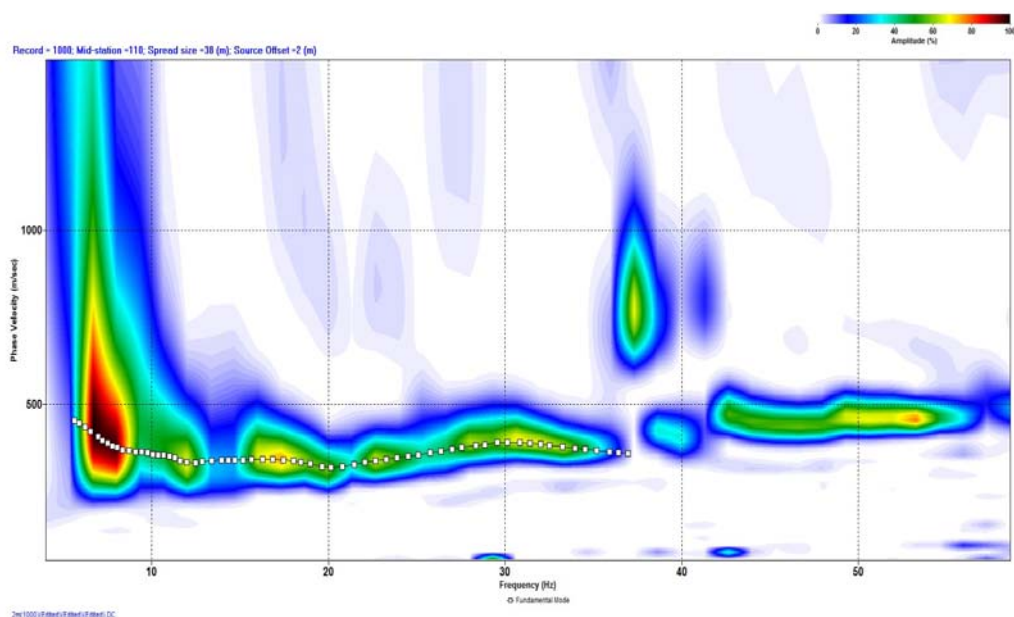 0 20 40 60 80 100
Amplitude (%)
Record = 1000; Mid-station =110; Spread size =38 (m); Source Offset =2 (m)
Phase Velocity (m/sec)
1000
500
10 20 30 40 50
Frequency (Hz)
Fundamental Mode